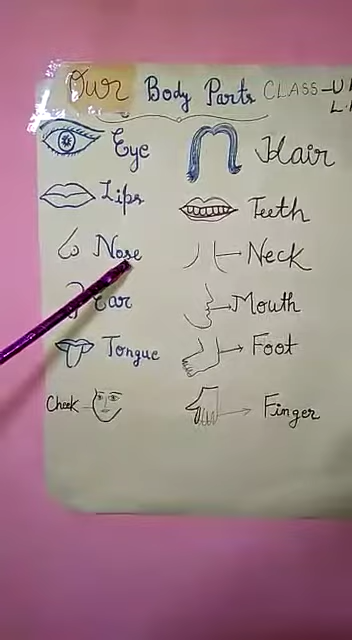 Our Body Parts CLASS-U
Eye Hair
Lips Teeth
Nose Neck
Ear Mouth
Tongue Foot
Cheek Finger